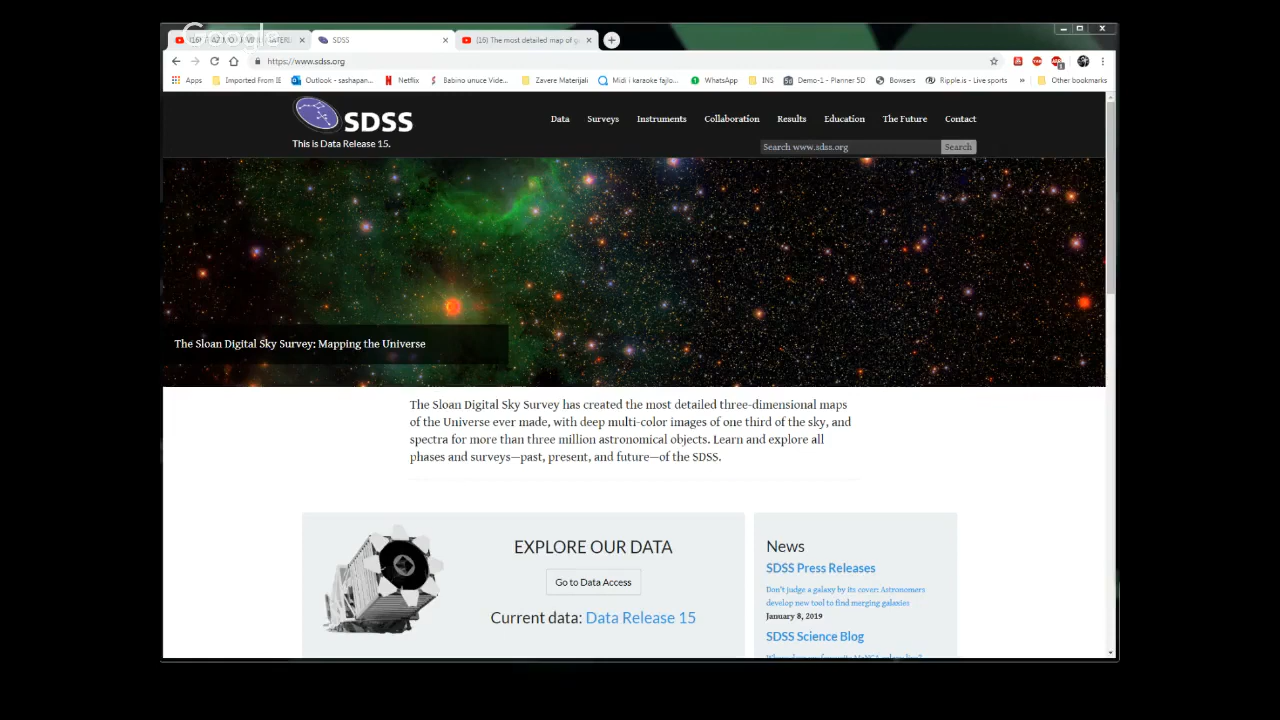 Google
SDSS
(16) The most detailed map of g
https://www.sdss.org
Apps
Imported From IE
Outlook - sashapan...
Netflix
Babino unuce Vide...
Zavere Materijali
Midi i karaoke fajlo...
WhatsApp
INS
Demo-1 - Planner 5D
Bowsers
Ripple.is - Live sports
»
Other bookmarks
SDSS
This is Data Release 15.
Data Surveys Instruments Collaboration Results Education The Future Contact
Search www.sdss.org
Search
The Sloan Digital Sky Survey: Mapping the Universe
The Sloan Digital Sky Survey has created the most detailed three-dimensional maps
of the Universe ever made, with deep multi-color images of one third of the sky, and
spectra for more than three million astronomical objects. Learn and explore all
phases and surveys—past, present, and future—of the SDSS.
EXPLORE OUR DATA
Go to Data Access
Current data: Data Release 15
News
SDSS Press Releases
Don't judge a galaxy by its cover: Astronomers
develop new tool to find merging galaxies
January 8, 2019
SDSS Science Blog